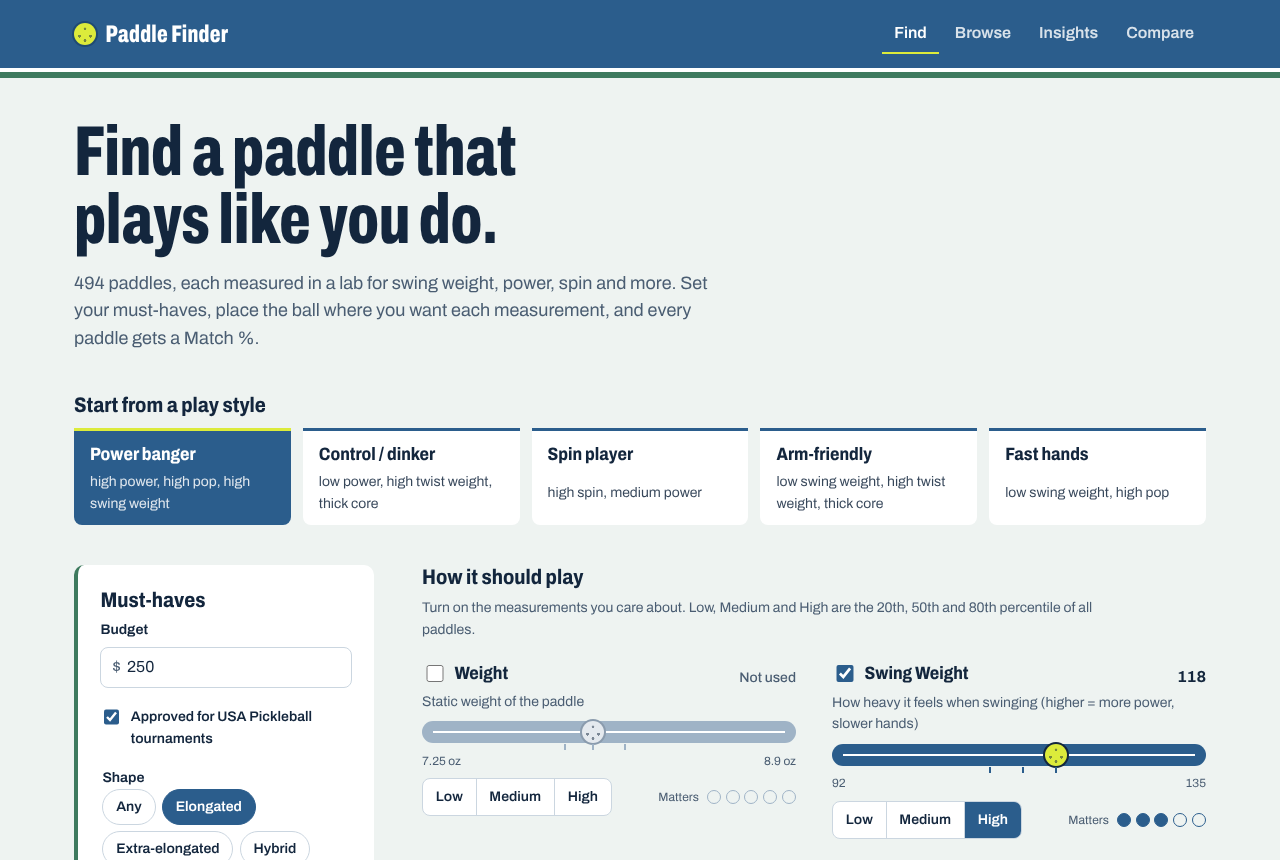 Paddle Finder
Find Browse Insights Compare
Find a paddle that
plays like you do.
494 paddles, each measured in a lab for swing weight, power, spin and more. Set
your must-haves, place the ball where you want each measurement, and every
paddle gets a Match %.
Start from a play style
Power banger
high power, high pop, high
swing weight
Control / dinker
low power, high twist weight,
thick core
Spin player
high spin, medium power
Arm-friendly
low swing weight, high twist
weight, thick core
Fast hands
low swing weight, high pop
Must-haves
Budget
$ 250
Approved for USA Pickleball
tournaments
Shape
Any Elongated
Extra-elongated Hybrid
How it should play
Turn on the measurements you care about. Low, Medium and High are the 20th, 50th and 80th percentile of all
paddles.
Weight Not used
Static weight of the paddle
7.25 oz 8.9 oz
Low Medium High Matters
Swing Weight 118
How heavy it feels when swinging (higher = more power,
slower hands)
92 135
Low Medium High Matters